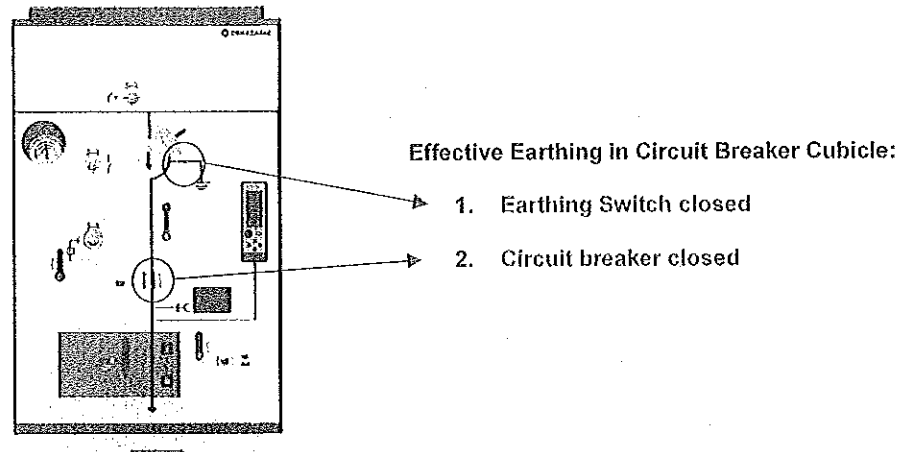 Effective Earthing in Circuit Breaker Cubicle:
1. Earthing Switch closed
2. Circuit breaker closed